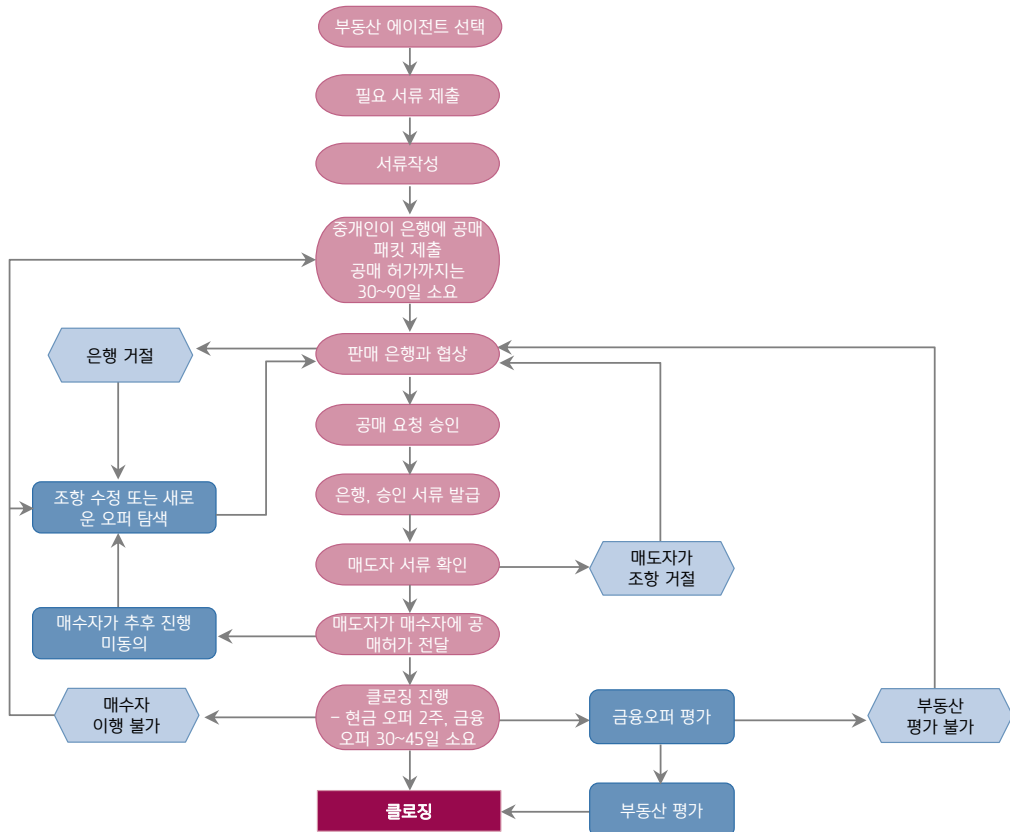 부동산 에이전트 선택
필요 서류 제출
서류작성
중개인이 은행에 공매
패킷 제출
공매 허가까지는
30~90일 소요
은행 거절
판매 은행과 협상
공매 요청 승인
조항 수정 또는 새로
운 오퍼 탐색
은행, 승인 서류 발급
매도자 서류 확인
매도자가
조항 거절
매수자가 추후 진행
미동의
매도자가 매수자에 공
매허가 전달
매수자
이행 불가
클로징 진행
– 현금 오퍼 2주, 금융
오퍼 30~45일 소요
금융오퍼 평가
부동산
평가 불가
클로징
부동산 평가